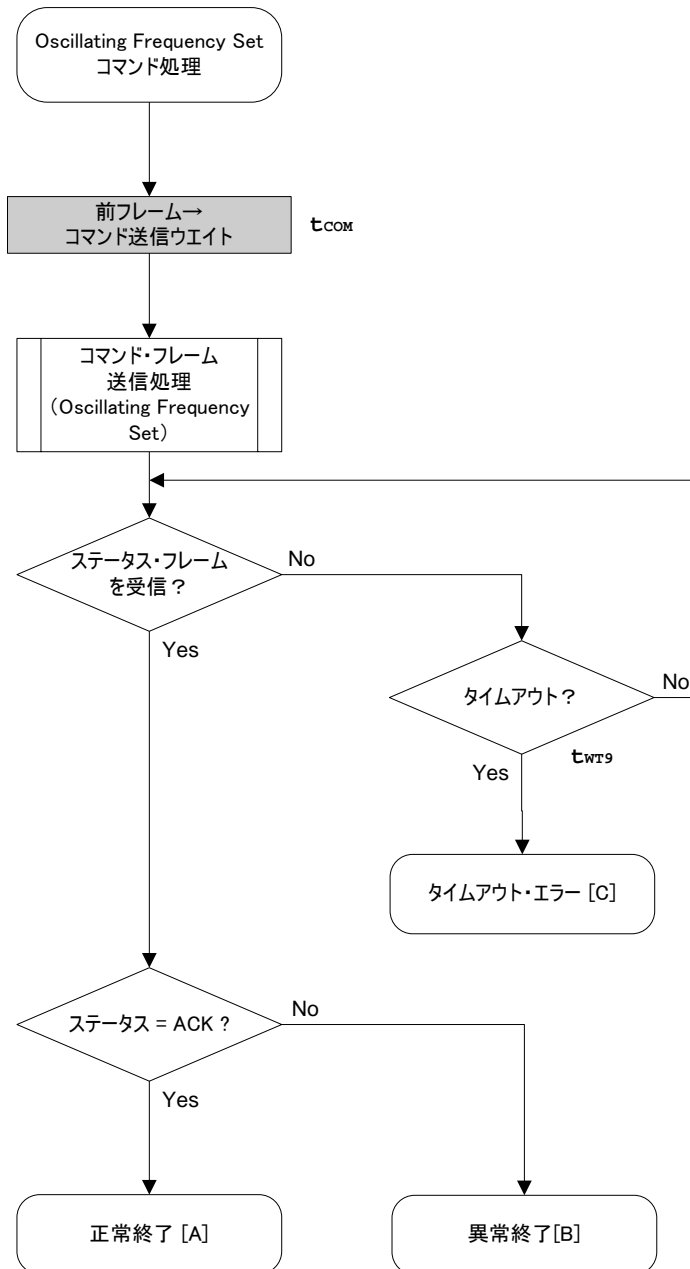 Oscillating Frequency Set
コマンド処理
前フレーム→
コマンド送信ウエイト
tCOM
コマンド・フレーム
送信処理
(Oscillating Frequency
Set)
ステータス・フレーム
を受信?
No
Yes
タイムアウト?
No
tWT9
Yes
タイムアウト・エラー [C]
ステータス = ACK ?
No
Yes
正常終了 [A]
異常終了[B]